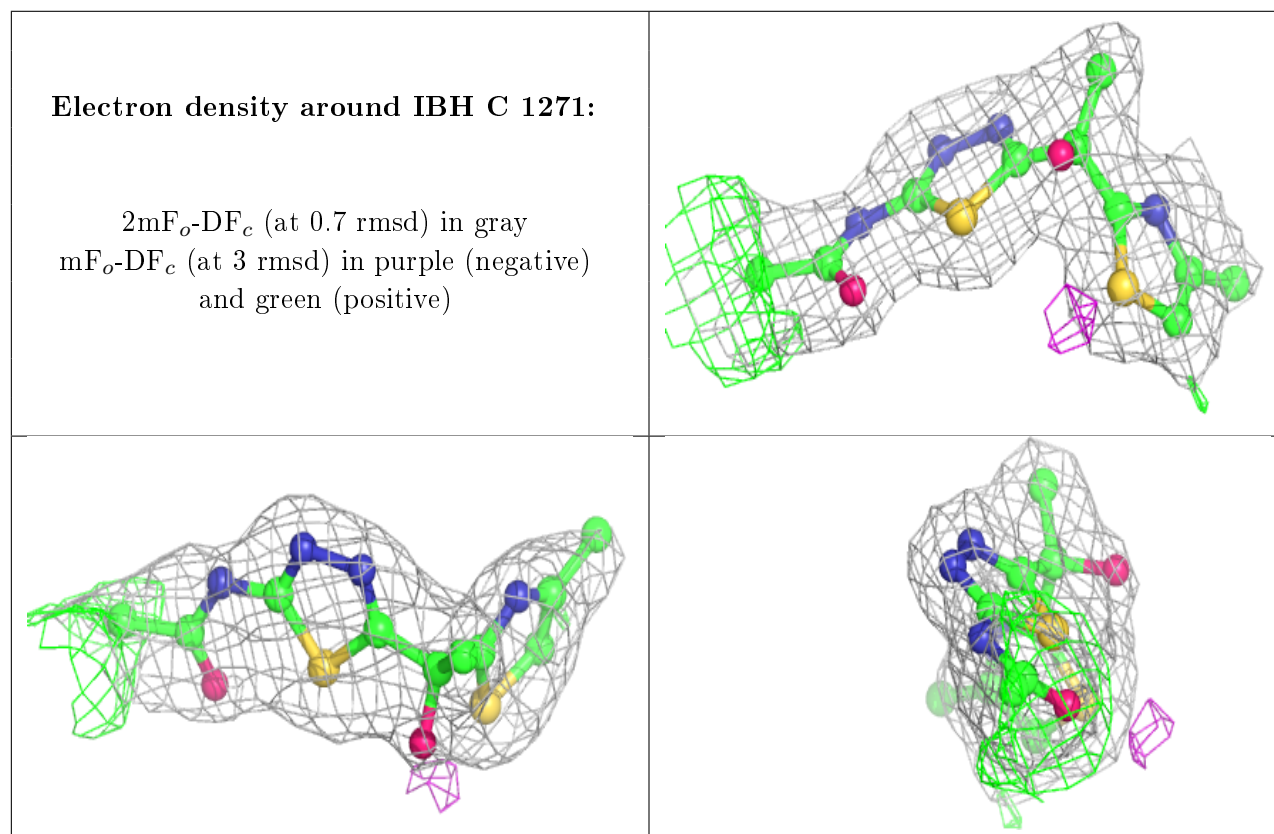 Electron density around IBH C 1271:
2mFₒ-DF𝒸 (at 0.7 rmsd) in gray
mFₒ-DF𝒸 (at 3 rmsd) in purple (negative)
and green (positive)